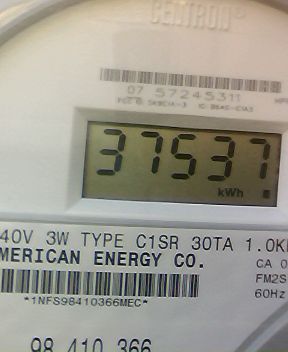 CENTRON®
07 57245311
37537
kWh
40V 3W TYPE C1SR 30TA 1.0K
MERICAN ENERGY CO.
CA 0
FM2S
60Hz
*1NFS98410366MEC*
98 410 366